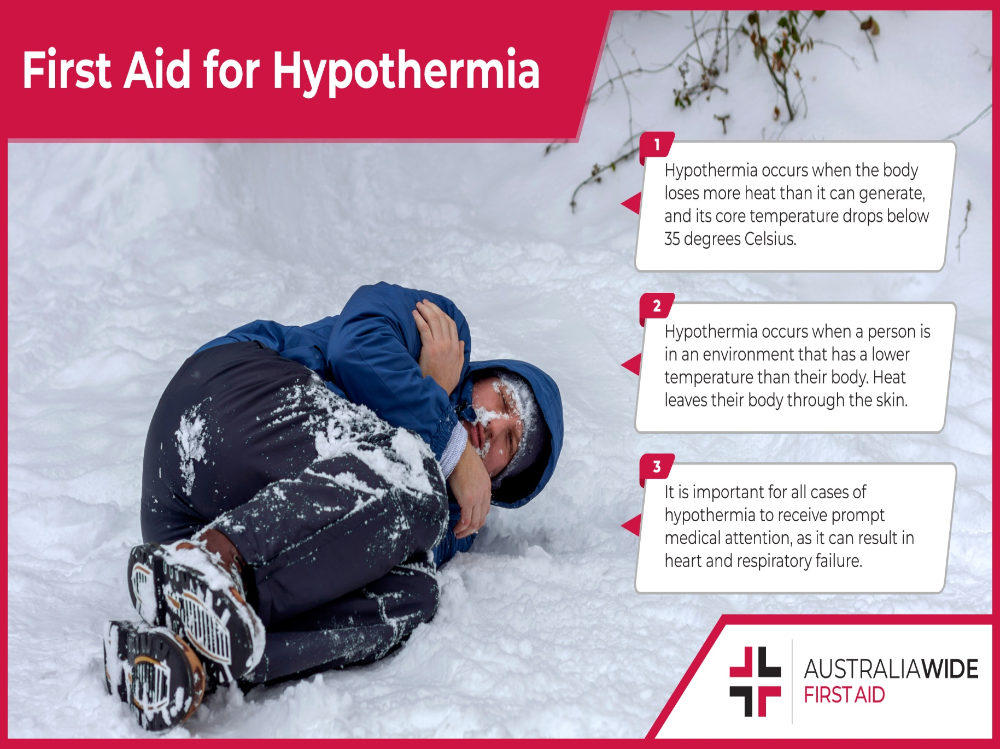 First Aid for Hypothermia
1
Hypothermia occurs when the body
loses more heat than it can generate,
and its core temperature drops below
35 degrees Celsius.
2
Hypothermia occurs when a person is
in an environment that has a lower
temperature than their body. Heat
leaves their body through the skin.
3
It is important for all cases of
hypothermia to receive prompt
medical attention, as it can result in
heart and respiratory failure.
AUSTRALIAWIDE
FIRST AID